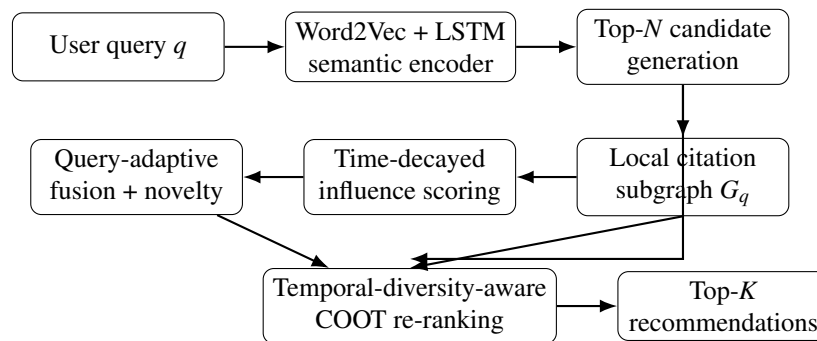 User query q
Word2Vec + LSTM
semantic encoder
Top-N candidate
generation
Query-adaptive
fusion + novelty
Time-decayed
influence scoring
Local citation
subgraph G_q
Temporal-diversity-aware
COOT re-ranking
Top-K
recommendations